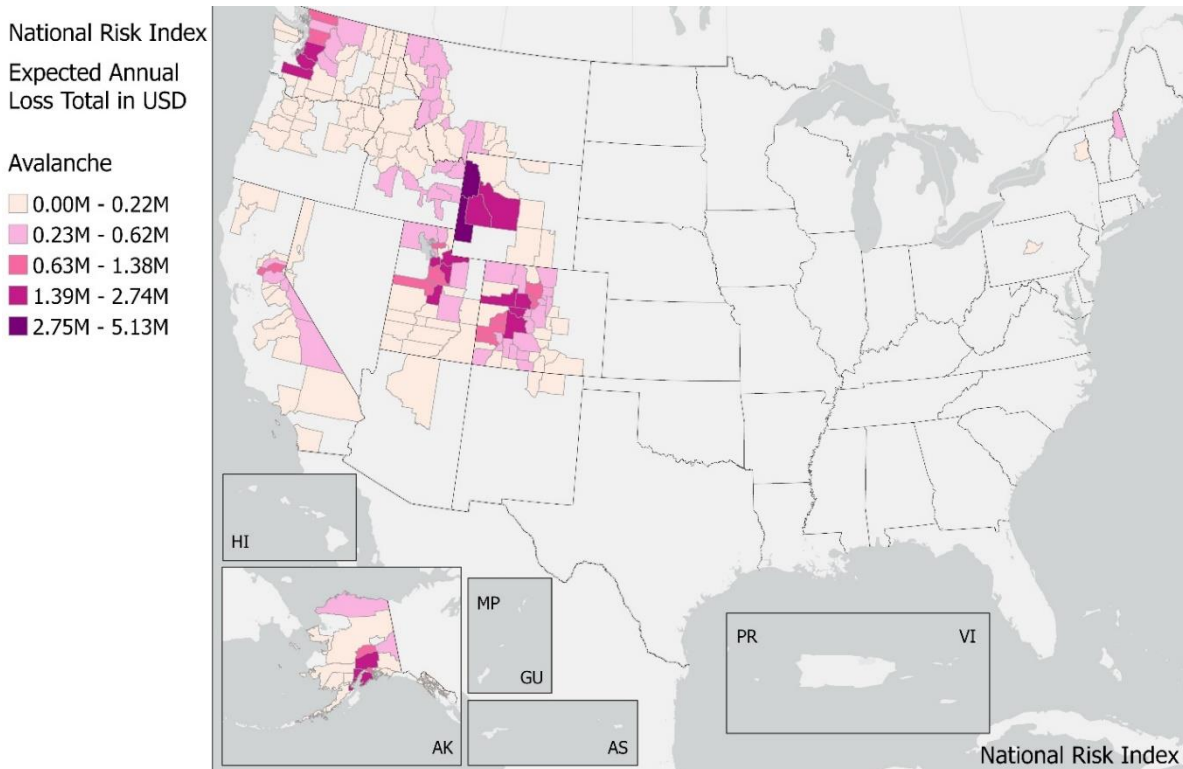 National Risk Index
Expected Annual
Loss Total in USD
Avalanche
0.00M - 0.22M
0.23M - 0.62M
0.63M - 1.38M
1.39M - 2.74M
2.75M - 5.13M
HI
AK
MP
GU
AS
PR
VI
National Risk Index